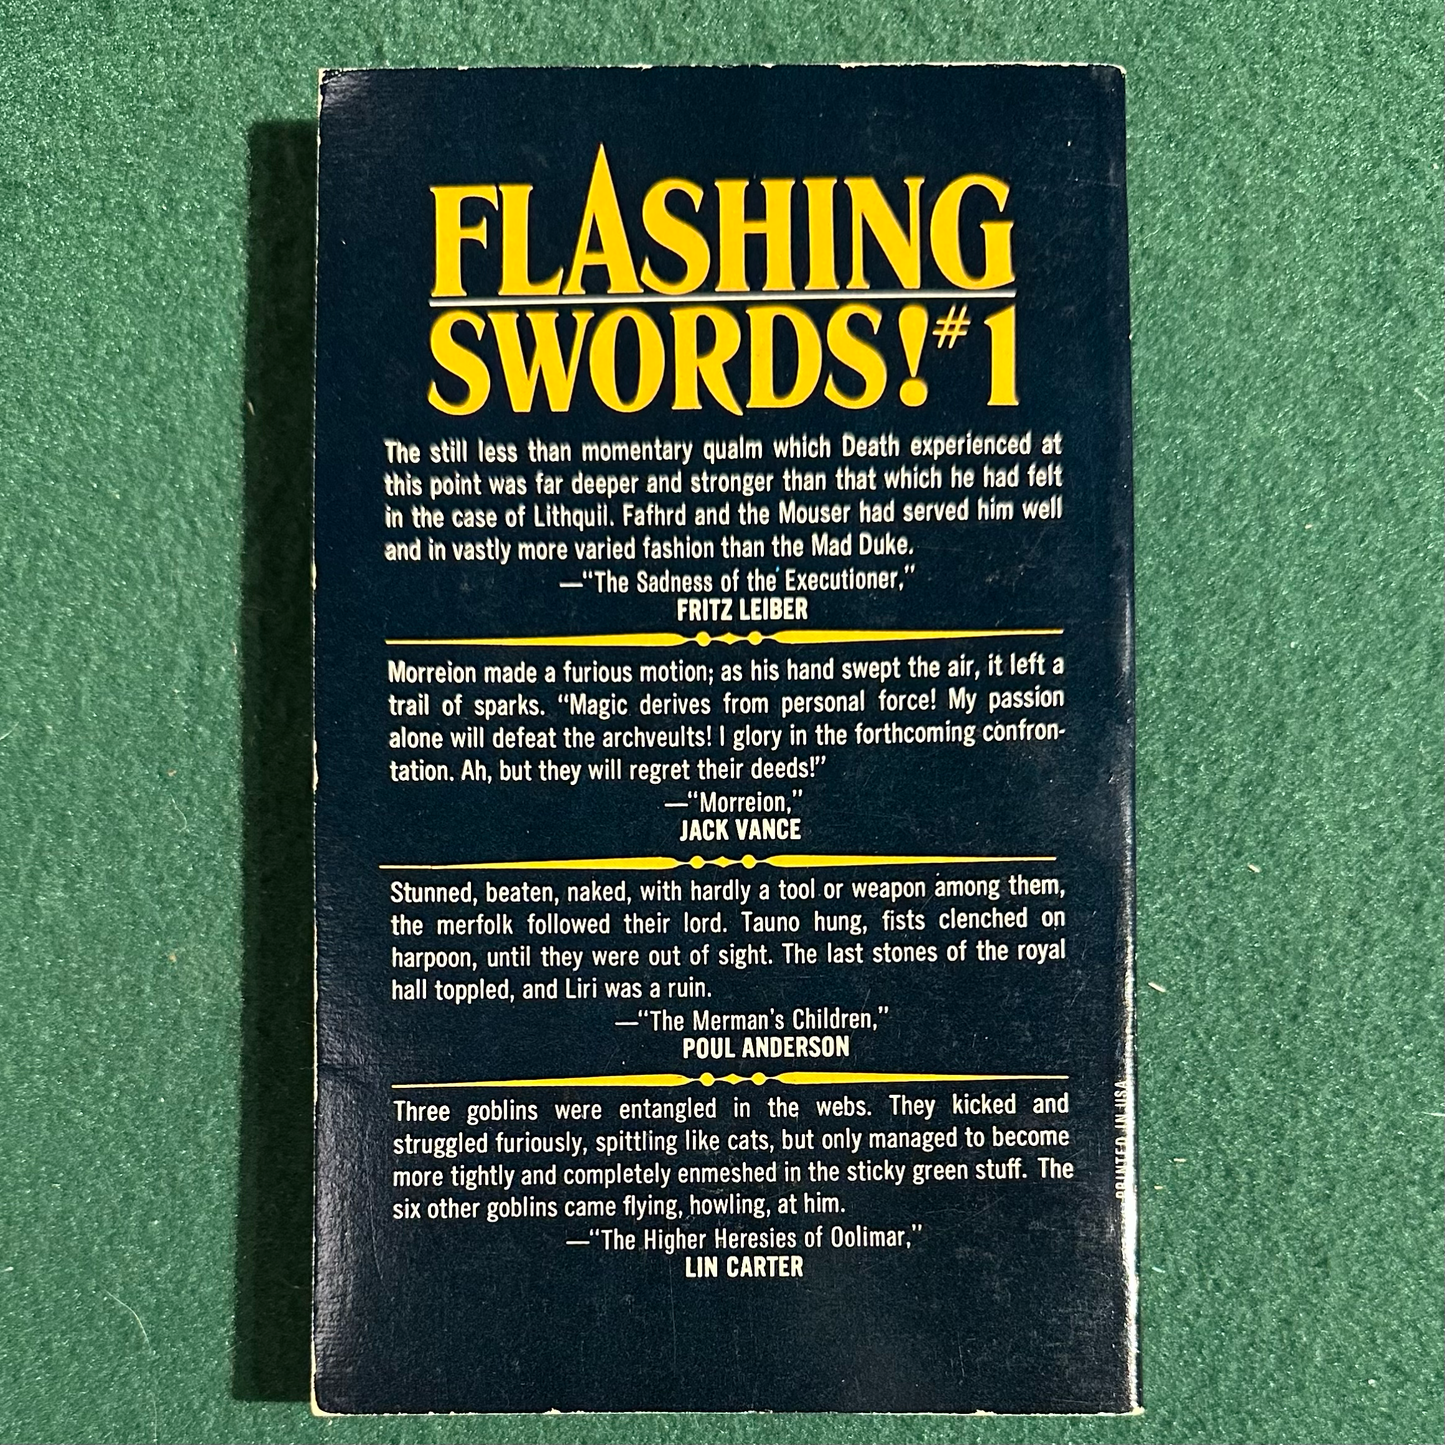 FLASHING
SWORDS! #1
The still less than momentary qualm which Death experienced at
this point was far deeper and stronger than that which he had felt
in the case of Lithquil. Fafhrd and the Mouser had served him well
and in vastly more varied fashion than the Mad Duke.
—“The Sadness of the Executioner,”
FRITZ LEIBER
Morreion made a furious motion; as his hand swept the air, it left a
trail of sparks. “Magic derives from personal force! My passion
alone will defeat the archveults! I glory in the forthcoming confron-
tation. Ah, but they will regret their deeds!”
—“Morreion,”
JACK VANCE
Stunned, beaten, naked, with hardly a tool or weapon among them,
the merfolk followed their lord. Tauno hung, fists clenched on
harpoon, until they were out of sight. The last stones of the royal
hall toppled, and Liri was a ruin.
—“The Merman's Children,”
POUL ANDERSON
Three goblins were entangled in the webs. They kicked and
struggled furiously, spittling like cats, but only managed to become
more tightly and completely enmeshed in the sticky green stuff. The
six other goblins came flying, howling, at him.
—“The Higher Heresies of Oolimar,”
LIN CARTER
PRINTED IN USA